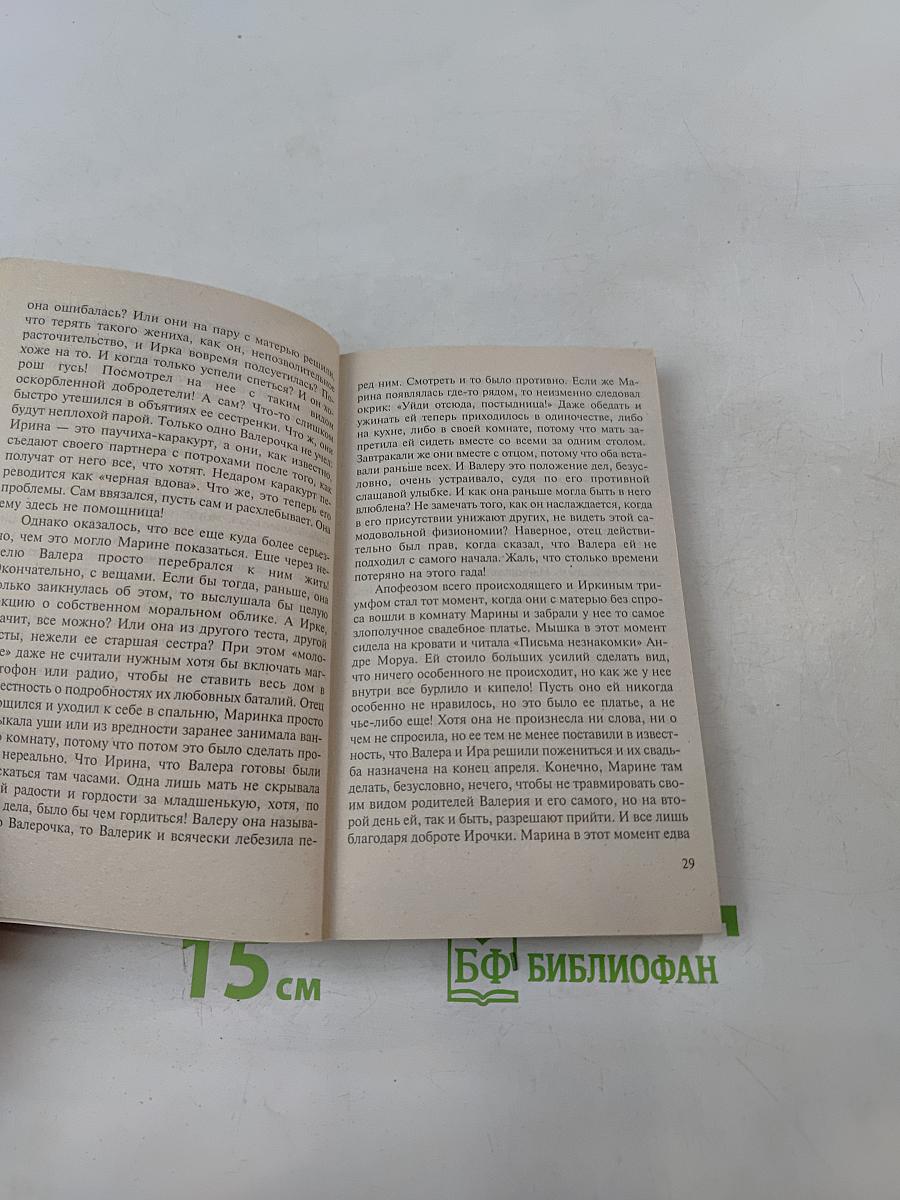 она ошибалась? Или они на пару с матерью решили,
что терять такого жениха, как он, непозволительное
расточительство, и Ирка вовремя подсуетилась? По-
хоже на то. И когда только успели спеться? И он хо-
рош гусь! Посмотрел на нее с таким видом
оскорбленной добродетели! А сам? Что-то слишком
быстро утешился в объятиях ее сестренки. Что ж, они
будут неплохой парой. Только одно Валерочка не учел:
Ирина — это паучиха-каракурт, а они, как известно,
съедают своего партнера с потрохами после того, как
получат от него все, что хотят. Недаром каракурт пе-
реводится как «черная вдова». Что же, это теперь его
проблемы. Сам ввязался, пусть сам и расхлебывает. Она
ему здесь не помощница!
Однако оказалось, что все еще куда более серьез-
но, чем это могло Марине показаться. Еще через не-
елю Валера просто перебрался к ним жить!
кончательно, с вещами. Если бы тогда, раньше, она
олько заикнулась об этом, то выслушала бы целую
екцию о собственном моральном облике. А Ирке,
ачит, все можно? Или она из другого теста, другой
сты, нежели ее старшая сестра? При этом «моло-
е» даже не считали нужным хотя бы включать маг-
тофон или радио, чтобы не ставить весь дом в
естность о подробностях их любовных баталий. Отец
рщился и уходил к себе в спальню, Маринка просто
ыкала уши или из вредности заранее занимала ван-
ю комнату, потому что потом это было сделать про-
нереально. Что Ирина, что Валера готовы были
скаться там часами. Одна лишь мать не скрывала
й радости и гордости за младшенькую, хотя, по
дела, было бы чем гордиться! Валеру она называ-
о Валерочка, то Валерик и всячески лебезила пе-
ред ним. Смотреть и то было противно. Если же Ма-
рина появлялась где-то рядом, то неизменно следовал
окрик: «Уйди отсюда, постыдница!» Даже обедать и
ужинать ей теперь приходилось в одиночестве, либо
на кухне, либо в своей комнате, потому что мать за-
претила ей сидеть вместе со всеми за одним столом.
Завтракали же они вместе с отцом, потому что оба вста-
вали раньше всех. И Валеру это положение дел, безус-
ловно, очень устраивало, судя по его противной
слащавой улыбке. И как она раньше могла быть в него
влюблена? Не замечать того, как он наслаждается, когда
в его присутствии унижают других, не видеть этой са-
модовольной физиономии? Наверное, отец действи-
тельно был прав, когда сказал, что Валера ей не
подходил с самого начала. Жаль, что столько времени
потеряно на этого гада!
Апофеозом всего происходящего и Иркиным три-
умфом стал тот момент, когда они с матерью без спро-
са вошли в комнату Марины и забрали у нее то самое
злополучное свадебное платье. Мышка в этот момент
сидела на кровати и читала «Письма незнакомки» Ан-
дре Моруа. Ей стоило больших усилий сделать вид,
что ничего особенного не происходит, но как же у нее
внутри все бурлило и кипело! Пусть оно ей никогда
особенно не нравилось, но это было ее платье, а не
чье-либо еще! Хотя она не произнесла ни слова, ни о
чем не спросила, но ее тем не менее поставили в извест-
ность, что Валера и Ира решили пожениться и их свадь-
ба назначена на конец апреля. Конечно, Марине там
делать, безусловно, нечего, чтобы не травмировать сво-
им видом родителей Валерия и его самого, но на вто-
рой день ей, так и быть, разрешают прийти. И все лишь
благодаря доброте Ирочки. Марина в этот момент едва
29
15 см
БФ БИБЛИОФАН